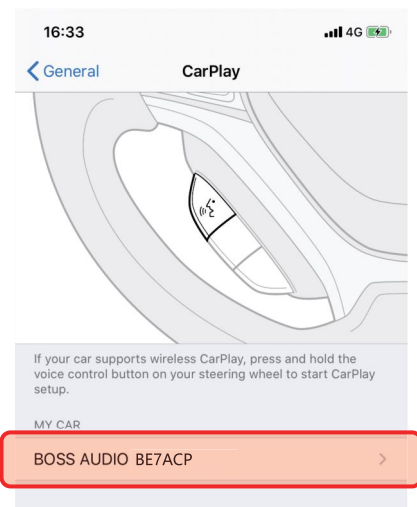 16:33 4G
General CarPlay
If your car supports wireless CarPlay, press and hold the
voice control button on your steering wheel to start CarPlay
setup.
MY CAR
BOSS AUDIO BE7ACP